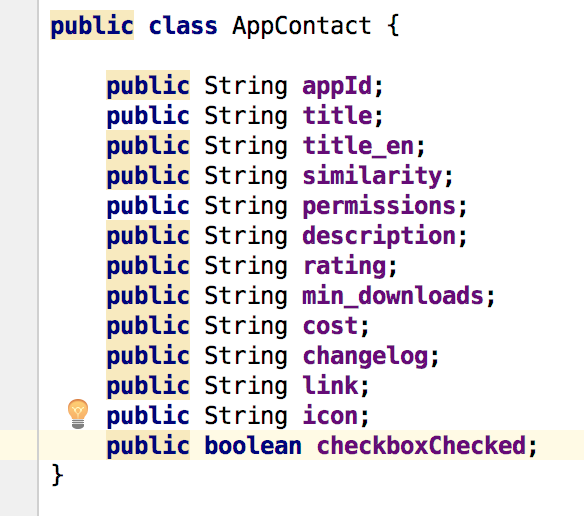 public class AppContact {
public String appId;
public String title;
public String title_en;
public String similarity;
public String permissions;
public String description;
public String rating;
public String min_downloads;
public String cost;
public String changelog;
public String link;
public String icon;
public boolean checkboxChecked;
}